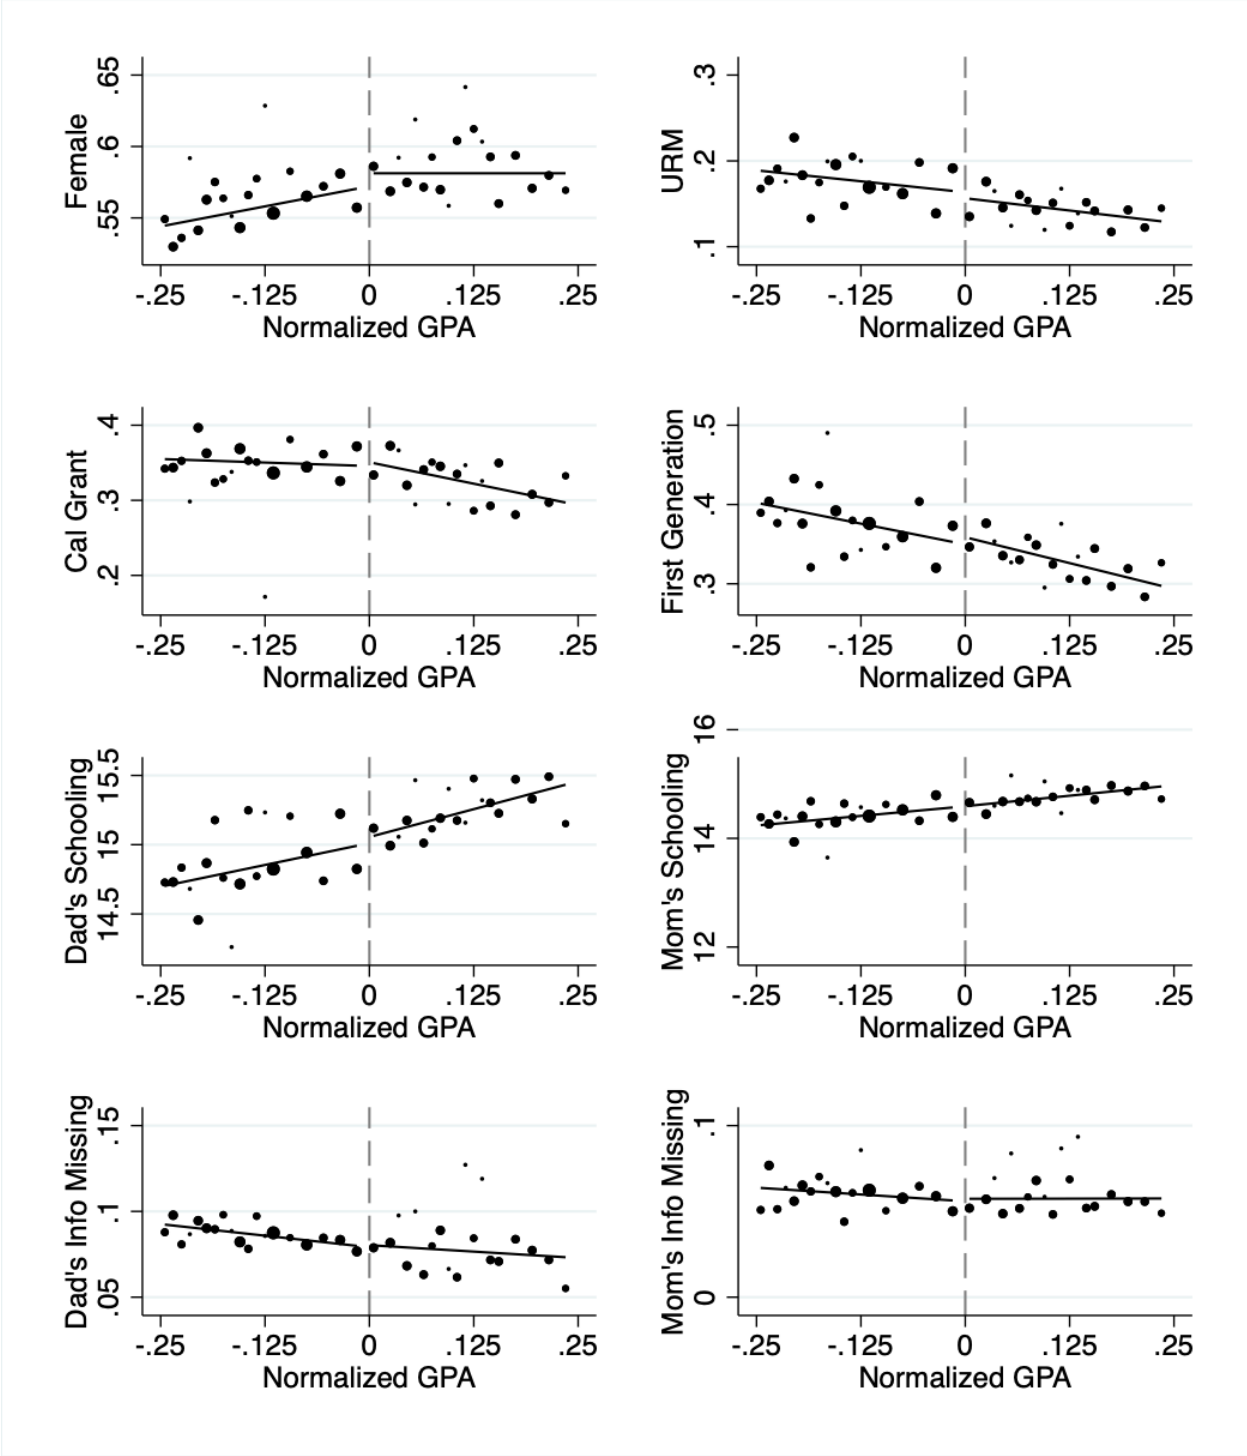 Female
.65
.6
.55
-.25 -.125 0 .125 .25
Normalized GPA
URM
.3
.2
.1
-.25 -.125 0 .125 .25
Normalized GPA
Cal Grant
.4
.3
.2
-.25 -.125 0 .125 .25
Normalized GPA
First Generation
.5
.4
.3
-.25 -.125 0 .125 .25
Normalized GPA
Dad's Schooling
15.5
15
14.5
-.25 -.125 0 .125 .25
Normalized GPA
Mom's Schooling
16
14
12
-.25 -.125 0 .125 .25
Normalized GPA
Dad's Info Missing
.15
.1
.05
-.25 -.125 0 .125 .25
Normalized GPA
Mom's Info Missing
.1
0
-.25 -.125 0 .125 .25
Normalized GPA